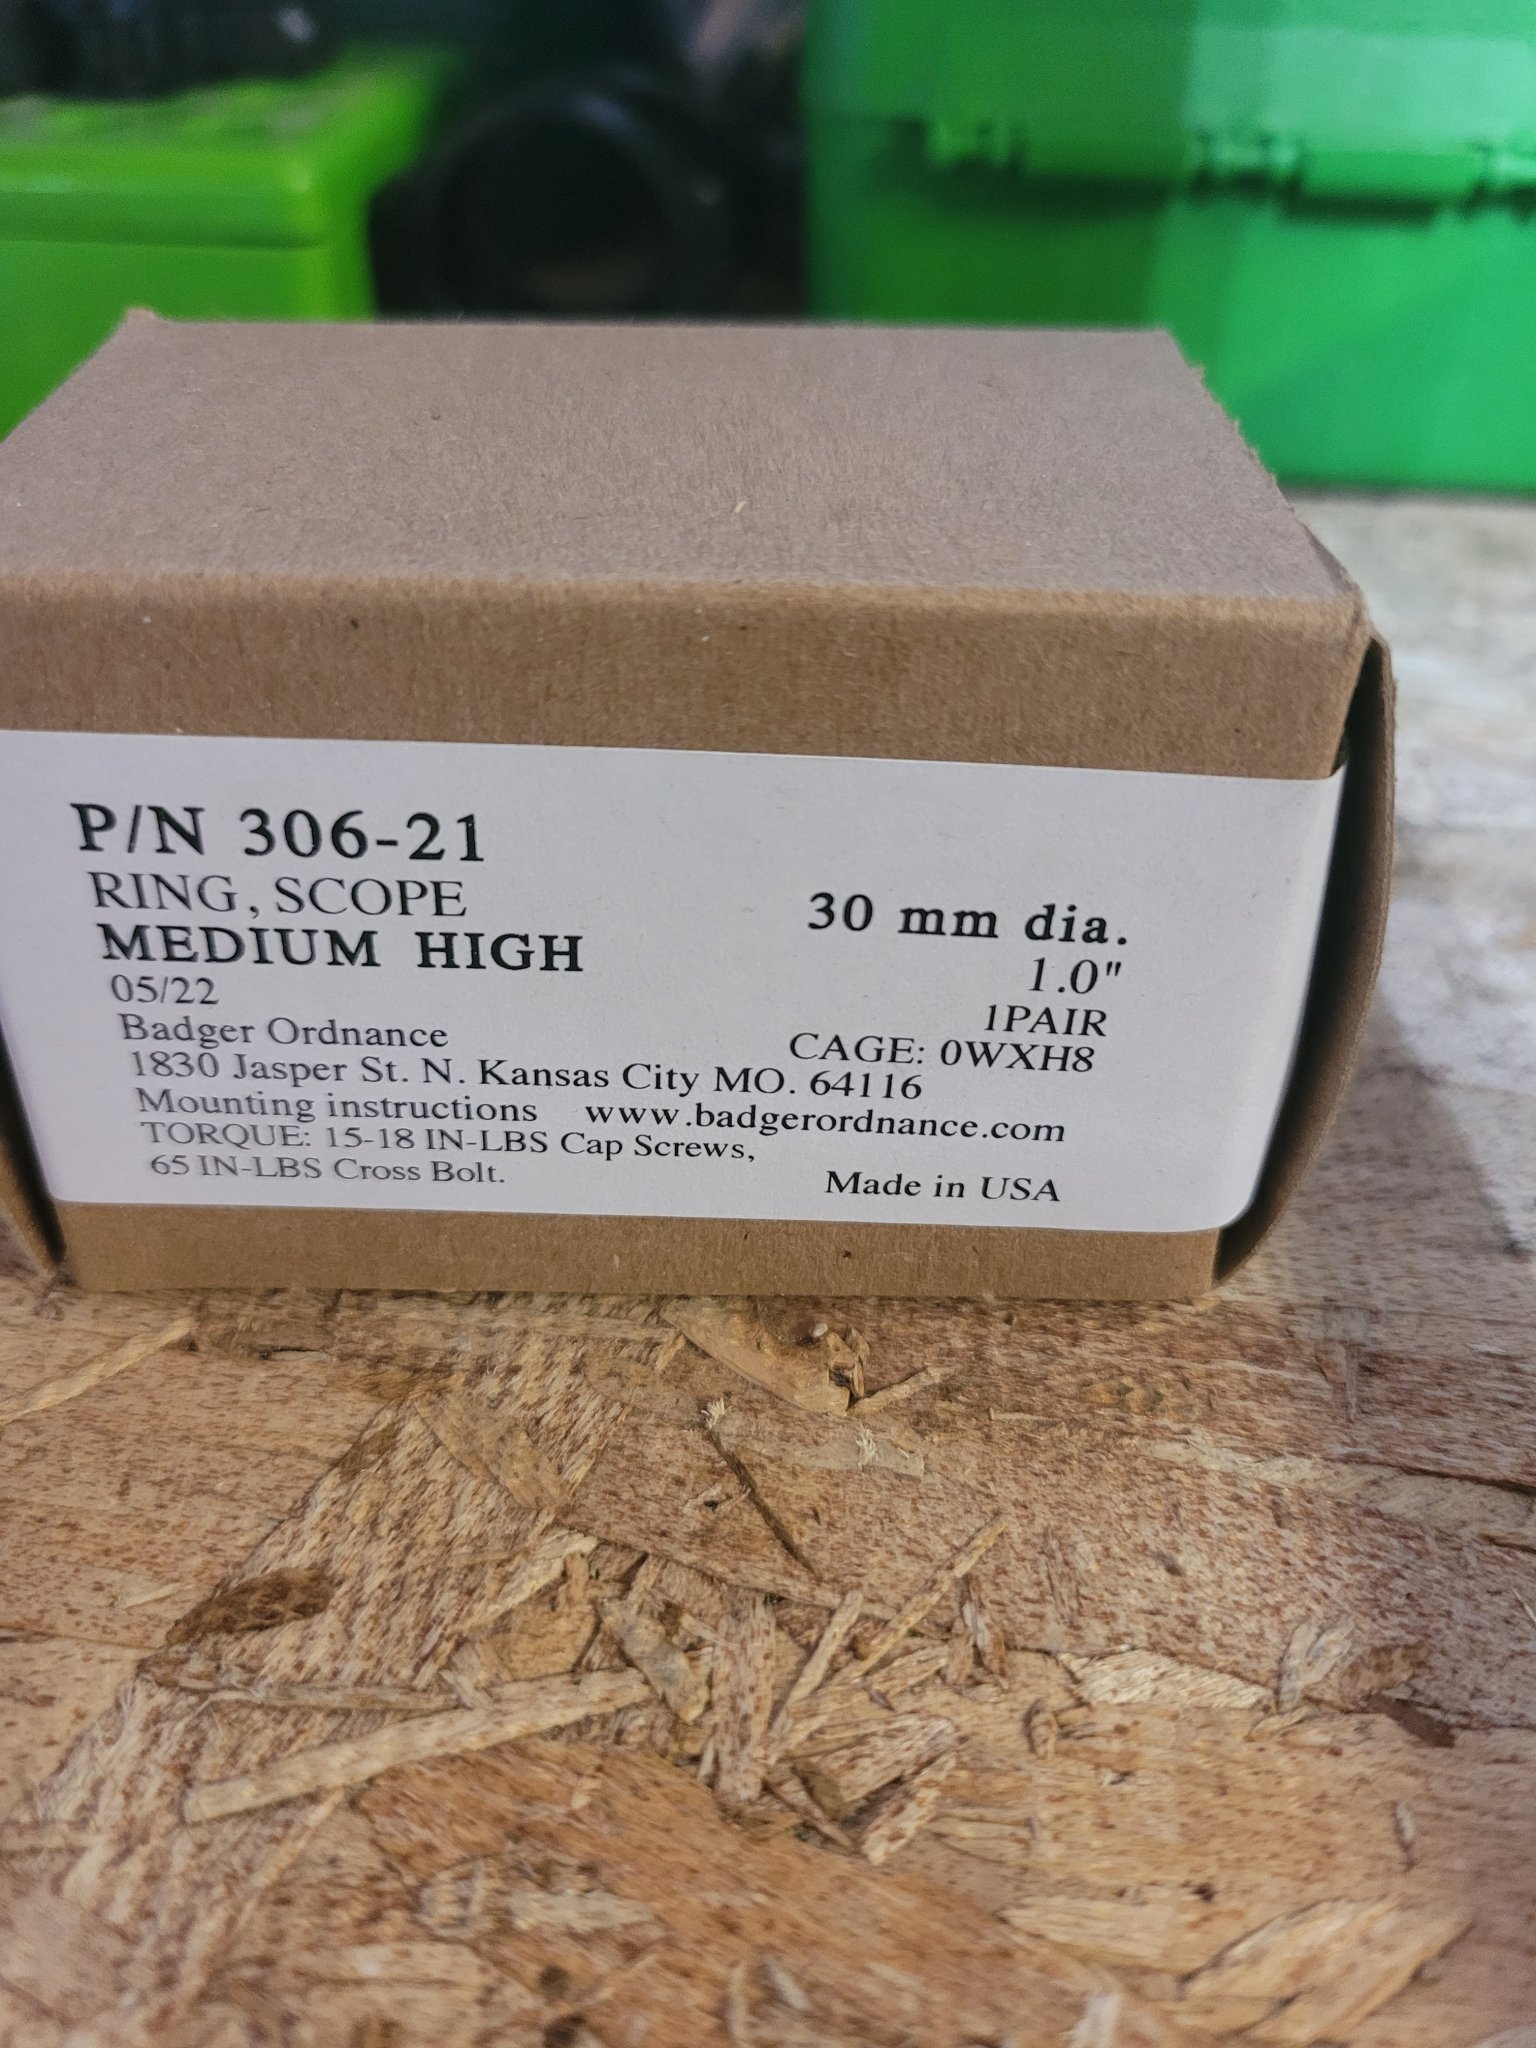 P/N 306-21
RING, SCOPE
MEDIUM HIGH
05/22
30 mm dia.
1.0"
1PAIR
Badger Ordnance
CAGE: 0WXH8
1830 Jasper St. N. Kansas City MO. 64116
Mounting instructions www.badgerordnance.com
TORQUE: 15-18 IN-LBS Cap Screws,
65 IN-LBS Cross Bolt.
Made in USA